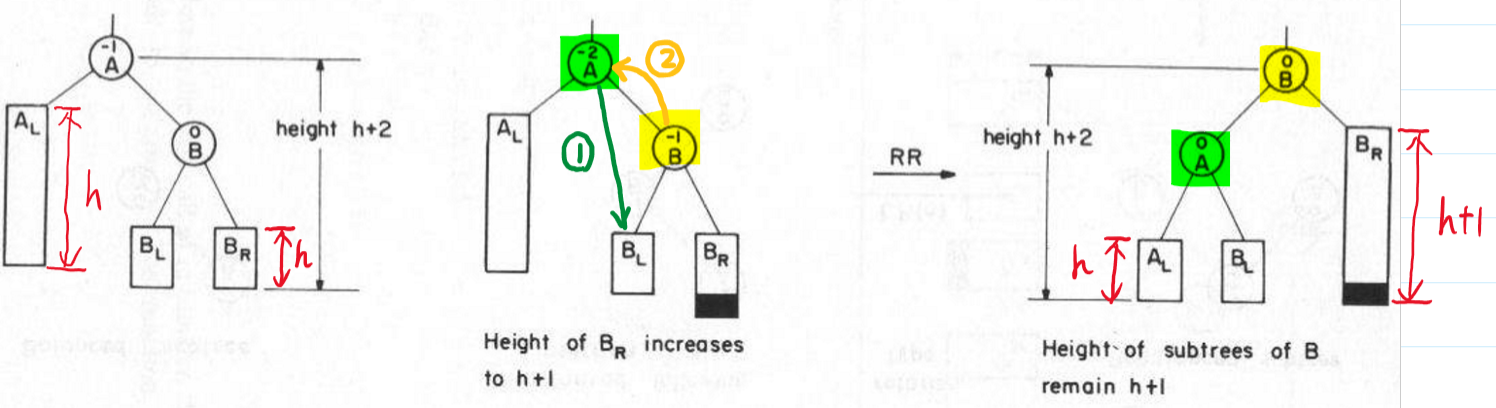 -1
A
A_L
h
0
B
B_L
B_R
h
height h+2
-2
A
②
A_L
①
-1
B
B_L
B_R
Height of B_R increases
to h+1
RR
height h+2
0
B
0
A
h
A_L
B_L
B_R
h+1
Height of subtrees of B
remain h+1